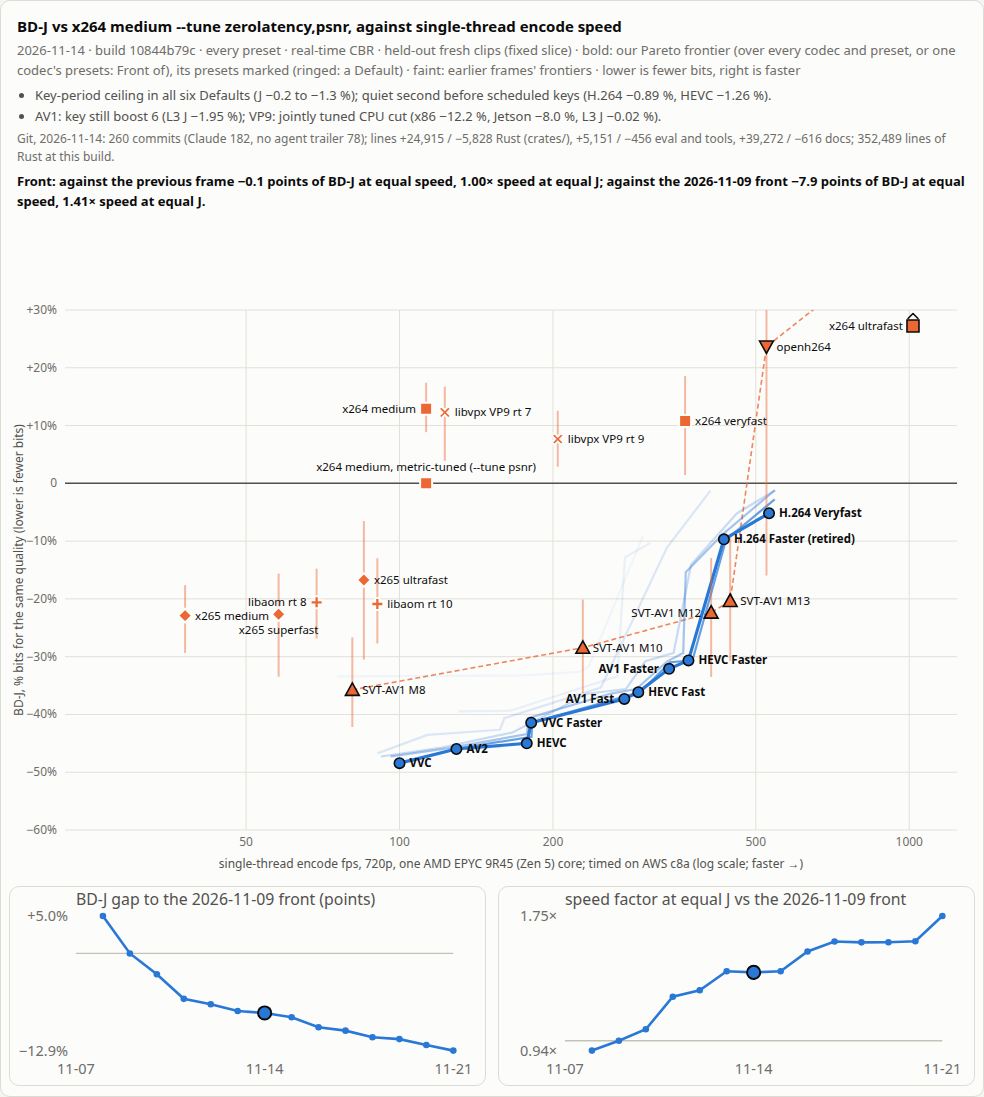 BD-J vs x264 medium --tune zerolatency,psnr, against single-thread encode speed
2026-11-14 · build 10844b79c · every preset · real-time CBR · held-out fresh clips (fixed slice) · bold: our Pareto frontier (over every codec and preset, or one
codec's presets: Front of), its presets marked (ringed: a Default) · faint: earlier frames' frontiers · lower is fewer bits, right is faster
• Key-period ceiling in all six Defaults (J −0.2 to −1.3 %); quiet second before scheduled keys (H.264 −0.89 %, HEVC −1.26 %).
• AV1: key still boost 6 (L3 J −1.95 %); VP9: jointly tuned CPU cut (x86 −12.2 %, Jetson −8.0 %, L3 J −0.02 %).
Git, 2026-11-14: 260 commits (Claude 182, no agent trailer 78); lines +24,915 / −5,828 Rust (crates/), +5,151 / −456 eval and tools, +39,272 / −616 docs; 352,489 lines of
Rust at this build.
Front: against the previous frame −0.1 points of BD-J at equal speed, 1.00× speed at equal J; against the 2026-11-09 front −7.9 points of BD-J at equal
speed, 1.41× speed at equal J.
BD-J, % bits for the same quality (lower is fewer bits)
+30%
+20%
+10%
0
−10%
−20%
−30%
−40%
−50%
−60%
x264 ultrafast
openh264
x264 medium
libvpx VP9 rt 7
x264 veryfast
libvpx VP9 rt 9
x264 medium, metric-tuned (--tune psnr)
H.264 Veryfast
H.264 Faster (retired)
x265 ultrafast
libaom rt 8
libaom rt 10
SVT-AV1 M13
x265 medium
SVT-AV1 M12
x265 superfast
SVT-AV1 M10
HEVC Faster
AV1 Faster
SVT-AV1 M8
HEVC Fast
AV1 Fast
VVC Faster
HEVC
AV2
VVC
50
100
200
500
1000
single-thread encode fps, 720p, one AMD EPYC 9R45 (Zen 5) core; timed on AWS c8a (log scale; faster →)
BD-J gap to the 2026-11-09 front (points)
+5.0%
−12.9%
11-07
11-14
11-21
speed factor at equal J vs the 2026-11-09 front
1.75×
0.94×
11-07
11-14
11-21